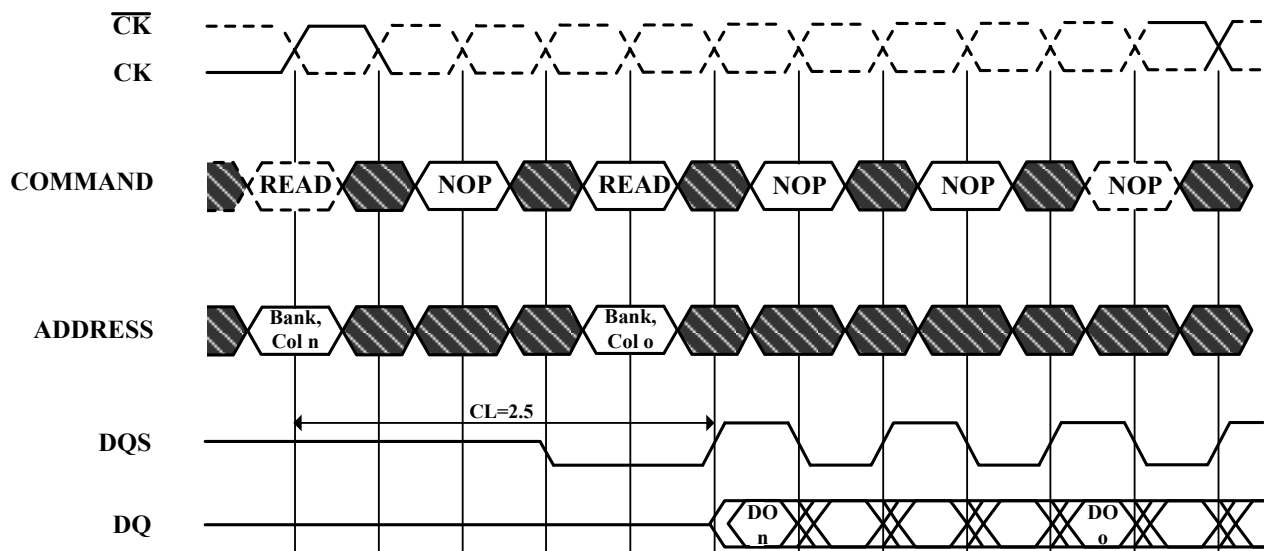 CK
CK
COMMAND
READ NOP READ NOP NOP NOP
ADDRESS
Bank, Bank,
Col n Col o
CL=2.5
DQS
DQ
DO DO
n o